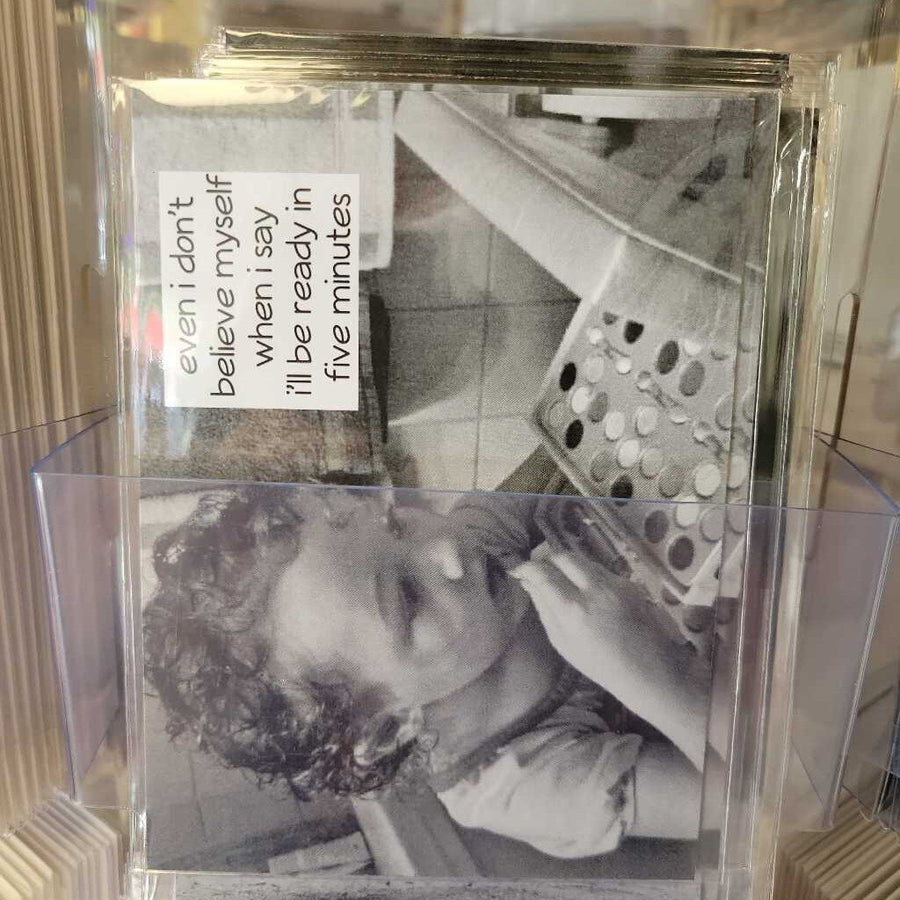 even i don't
believe myself
when i say
i'll be ready in
five minutes